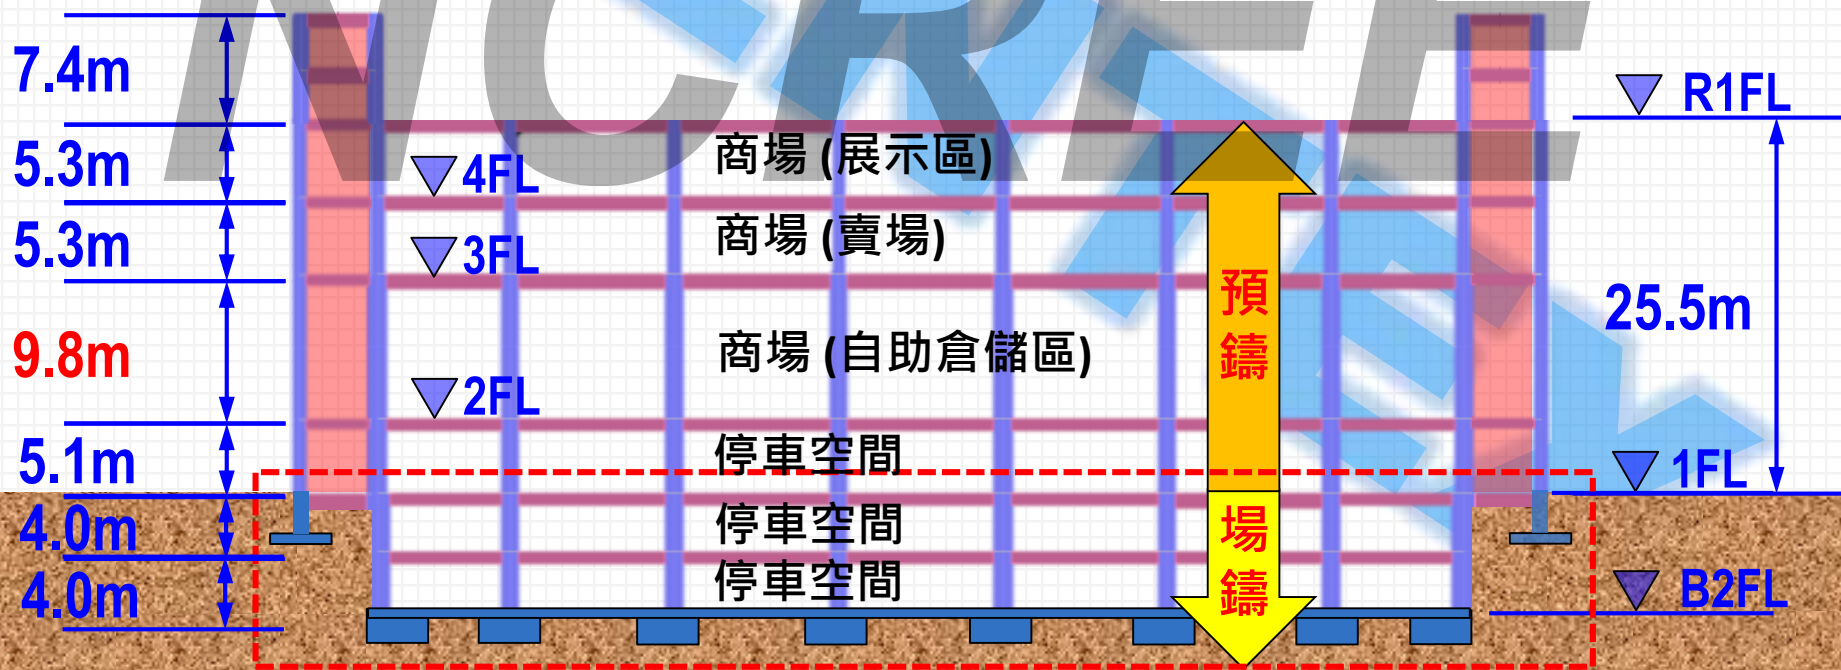 NCREE
7.4m
R1FL
商場 (展示區)
5.3m
4FL
商場 (賣場)
5.3m
3FL
預鑄
25.5m
商場 (自助倉儲區)
9.8m
2FL
停車空間
5.1m
1FL
停車空間
4.0m
場鑄
停車空間
4.0m
B2FL